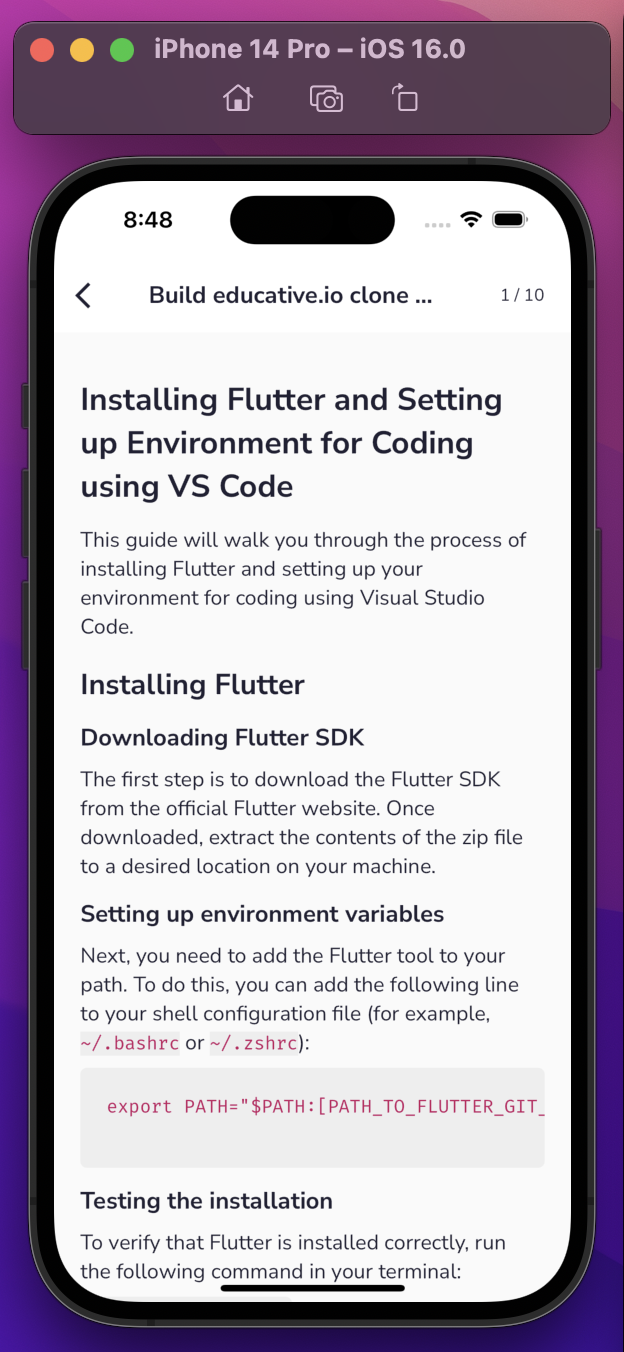 iPhone 14 Pro – iOS 16.0
8:48
Build educative.io clone ...
1 / 10
Installing Flutter and Setting
up Environment for Coding
using VS Code
This guide will walk you through the process of
installing Flutter and setting up your
environment for coding using Visual Studio
Code.
Installing Flutter
Downloading Flutter SDK
The first step is to download the Flutter SDK
from the official Flutter website. Once
downloaded, extract the contents of the zip file
to a desired location on your machine.
Setting up environment variables
Next, you need to add the Flutter tool to your
path. To do this, you can add the following line
to your shell configuration file (for example,
~/.bashrc or ~/.zshrc):
export PATH="$PATH:[PATH_TO_FLUTTER_GIT_
Testing the installation
To verify that Flutter is installed correctly, run
the following command in your terminal: